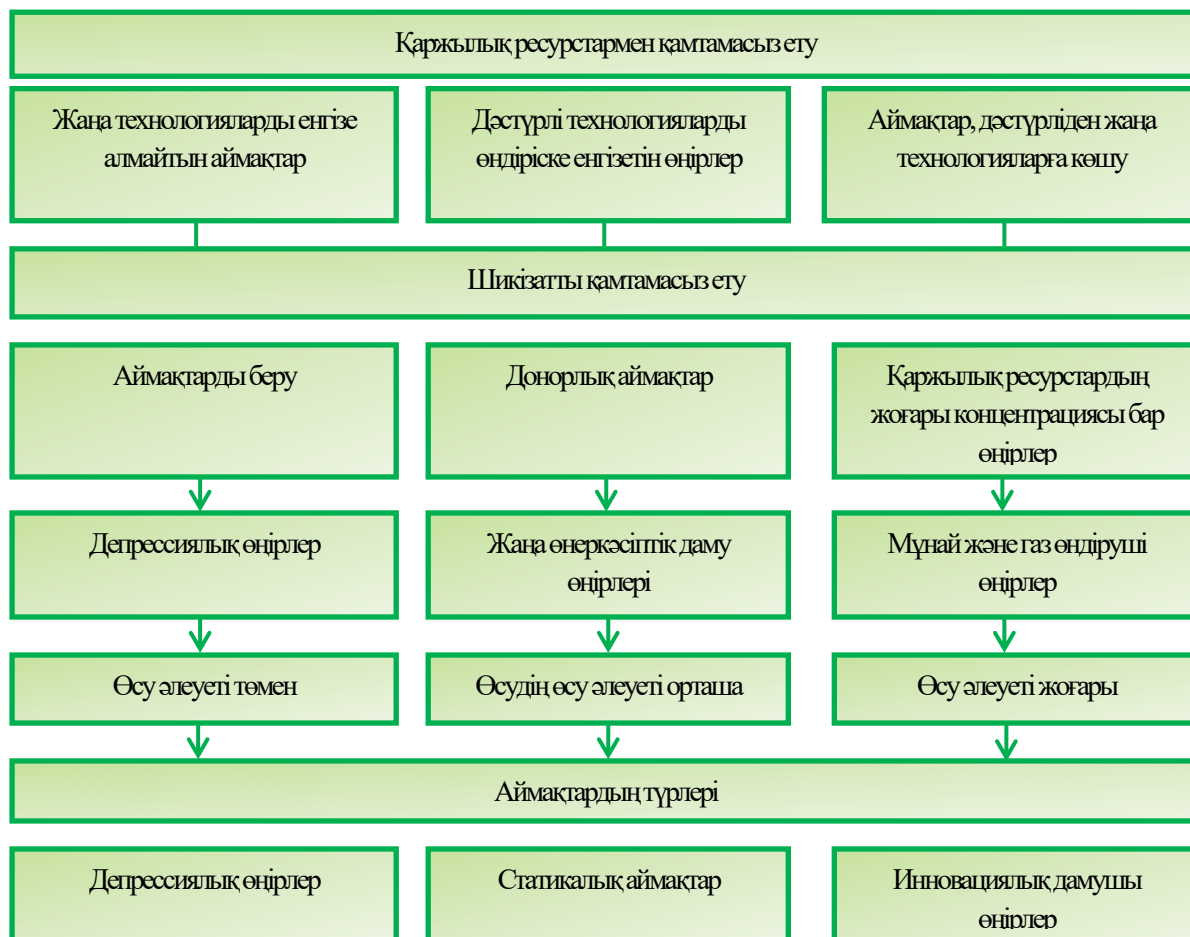 Қаржылық ресурстармен қамтамасыз ету
Жаңа технологияларды енгізе
алмайтын аймақтар
Дәстүрлі технологияларды
өндіріске енгізетін өңірлер
Аймақтар, дәстүрліден жаңа
технологияларға көшу
Шикізатты қамтамасыз ету
Аймақтарды беру
Донорлық аймақтар
Қаржылық ресурстардың
жоғары концентрациясы бар
өңірлер
Депрессиялық өңірлер
Жаңа өнеркәсіптік даму
өңірлері
Мұнай және газ өндіруші
өңірлер
Өсу әлеуеті төмен
Өсудің өсу әлеуеті орташа
Өсу әлеуеті жоғары
Аймақтардың түрлері
Депрессиялық өңірлер
Статикалық аймақтар
Инновациялық дамушы
өңірлер